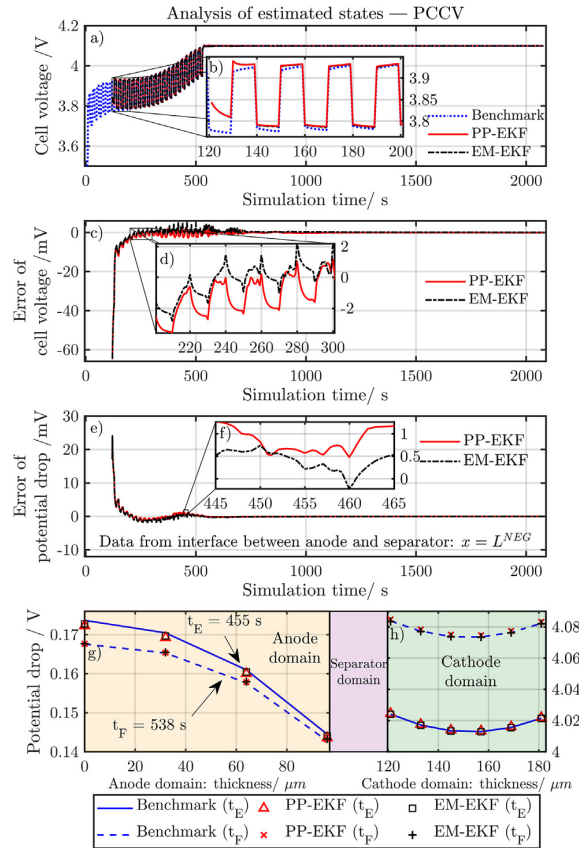 Analysis of estimated states — PCCV
a)
b)
Cell voltage /V
4.2
4
3.8
3.6
3.9
3.85
3.8
120 140 160 180 200
Benchmark
PP-EKF
EM-EKF
0 500 1000 1500 2000
Simulation time/ s
c)
d)
Error of
cell voltage /mV
0
-20
-40
-60
2
0
-2
220 240 260 280 300
PP-EKF
EM-EKF
0 500 1000 1500 2000
Simulation time/ s
e)
f)
Error of
potential drop /mV
30
20
10
0
-10
1
0.5
0
445 450 455 460 465
PP-EKF
EM-EKF
Data from interface between anode and separator: x = L^NEG
0 500 1000 1500 2000
Simulation time/ s
g)
h)
Potential drop / V
0.17
0.16
0.15
0.14
t_E = 455 s
t_F = 538 s
Anode
domain
Separator
domain
Cathode
domain
4.08
4.06
4.04
4.02
4
0 20 40 60 80 120 140 160 180
Anode domain: thickness/ μm
Cathode domain: thickness/ μm
Benchmark (t_E) PP-EKF (t_E) EM-EKF (t_E)
Benchmark (t_F) PP-EKF (t_F) EM-EKF (t_F)